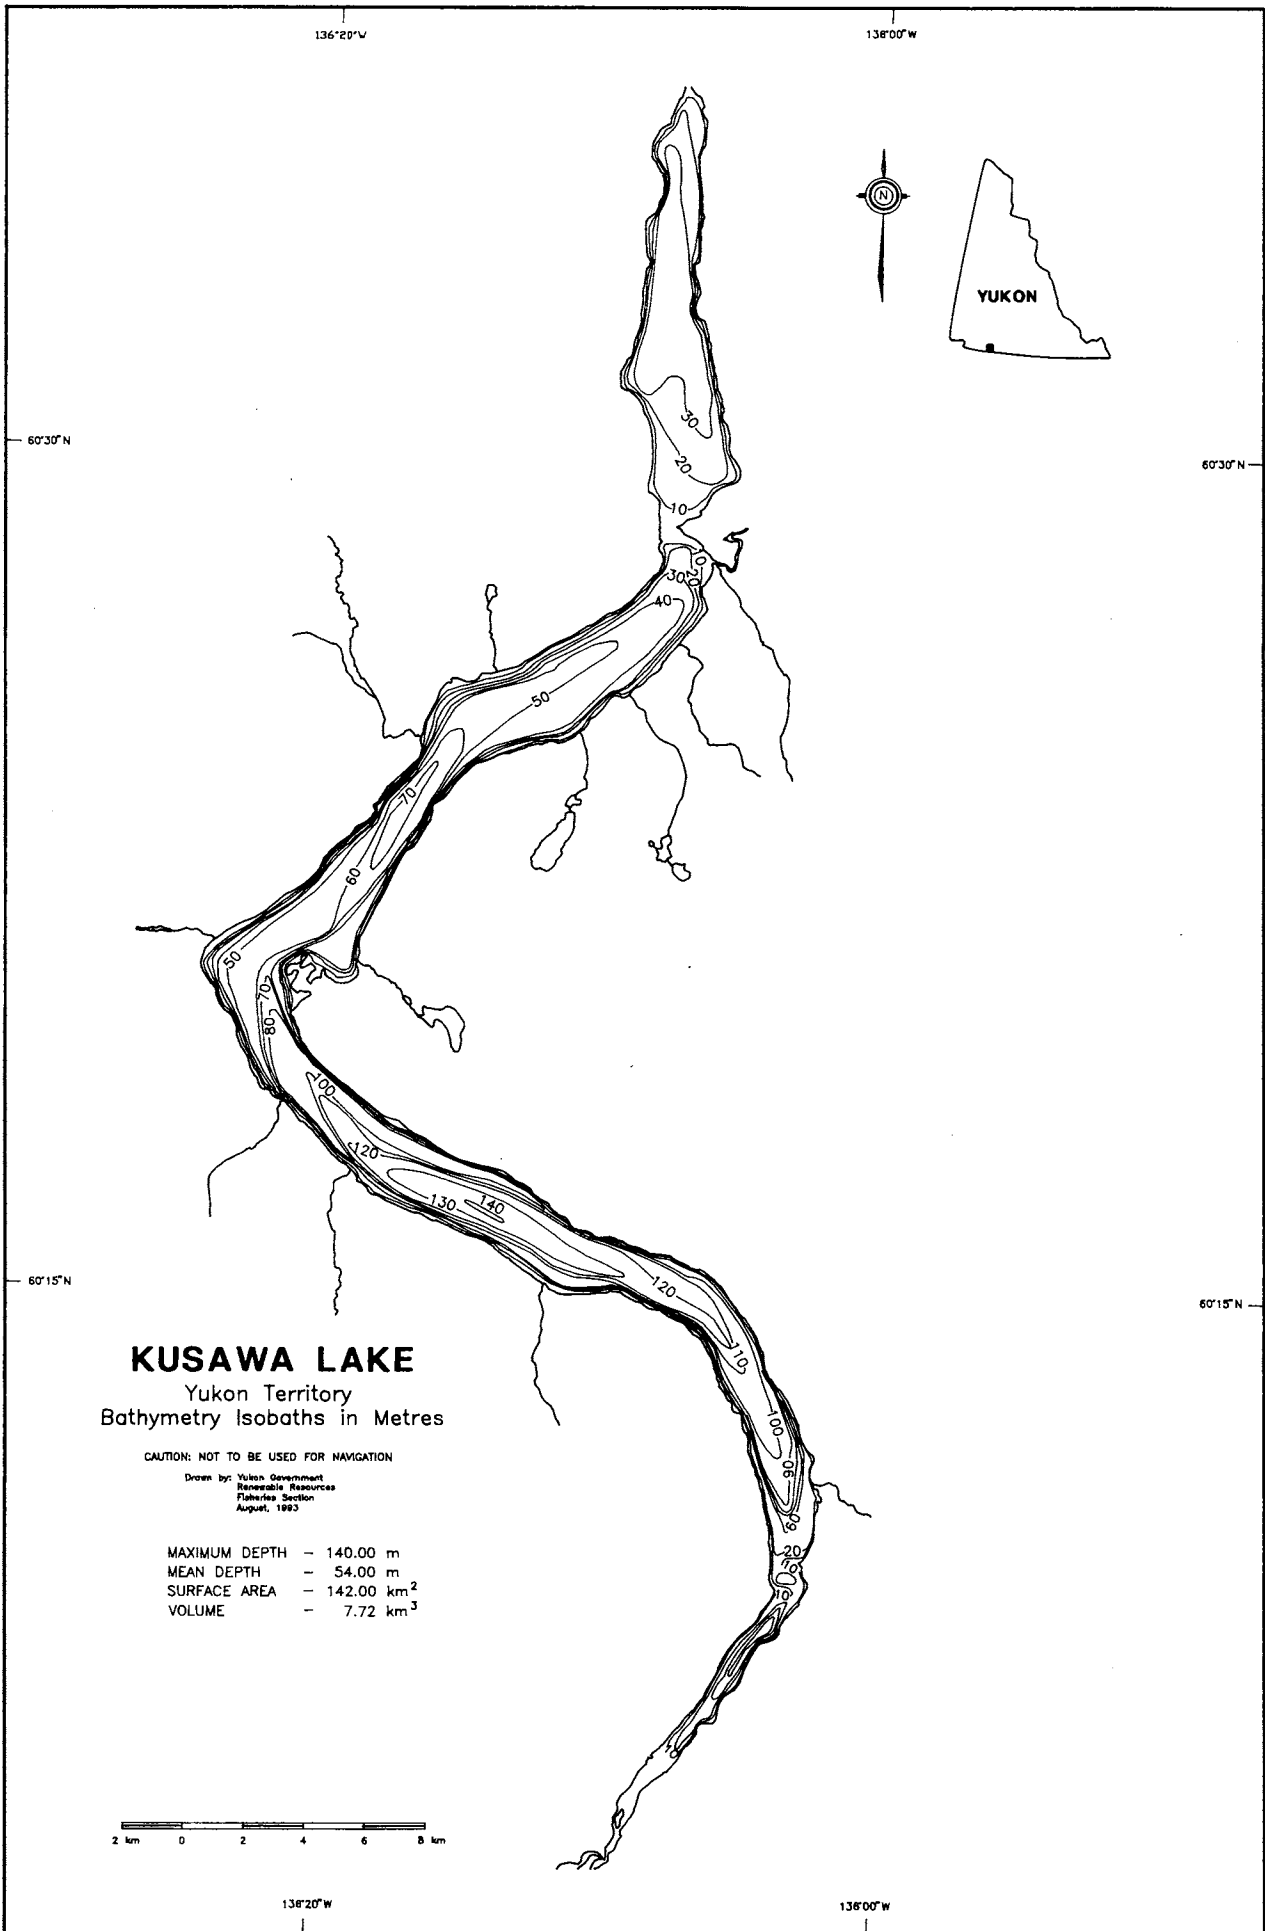 136°20"W
136°00"W
N
YUKON
60°30"N
60°30"N
30
20
10
10
20
30
40
50
70
60
50
70
80
100
120
130
140
120
110
100
90
60
20
10
10
10
60°15"N
60°15"N
KUSAWA LAKE
Yukon Territory
Bathymetry Isobaths in Metres
CAUTION: NOT TO BE USED FOR NAVIGATION
Drawn by: Yukon Government
Renewable Resources
Fisheries Section
August, 1993
MAXIMUM DEPTH – 140.00 m
MEAN DEPTH – 54.00 m
SURFACE AREA – 142.00 km²
VOLUME – 7.72 km³
2 km 0 2 4 6 8 km
136°20"W
136°00"W